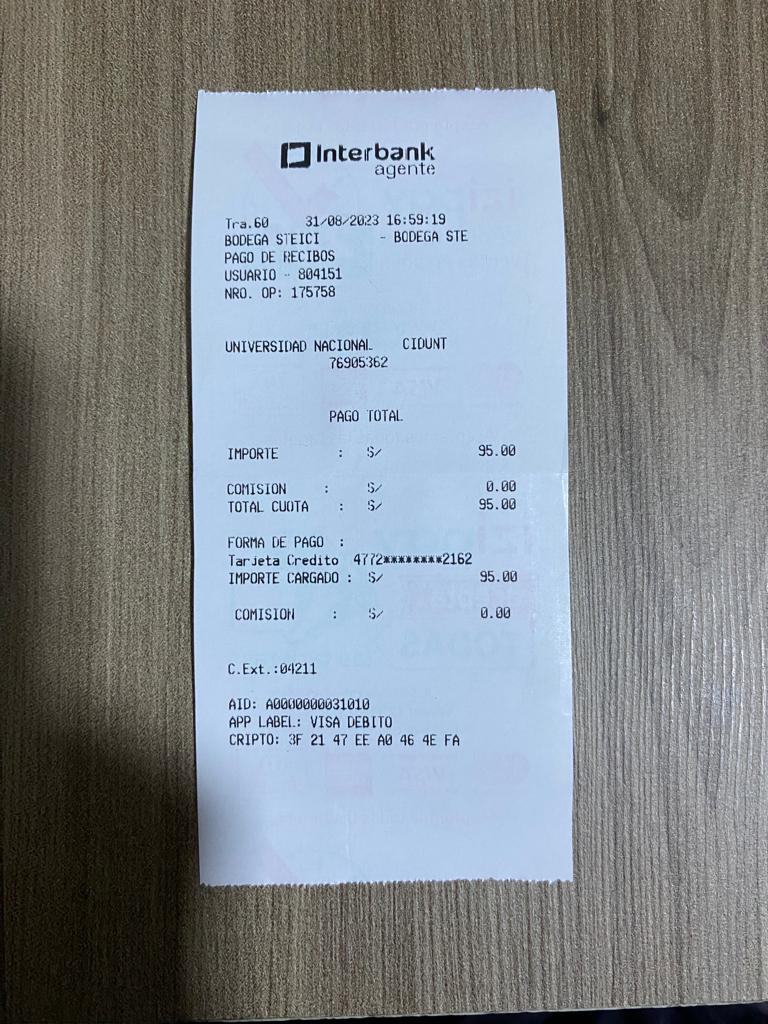 Interbank
agente
Tra.60 31/08/2023 16:59:19
BODEGA STEICI - BODEGA STE
PAGO DE RECIBOS
USUARIO - 804151
NRO. OP: 175758
UNIVERSIDAD NACIONAL CIDUNT
76905362
PAGO TOTAL
IMPORTE : S/ 95.00
COMISION : S/ 0.00
TOTAL CUOTA : S/ 95.00
FORMA DE PAGO :
Tarjeta Credito 4772********2162
IMPORTE CARGADO : S/ 95.00
COMISION : S/ 0.00
C.Ext.:04211
AID: A0000000031010
APP LABEL: VISA DEBITO
CRIPTO: 3F 21 47 EE A0 46 4E FA